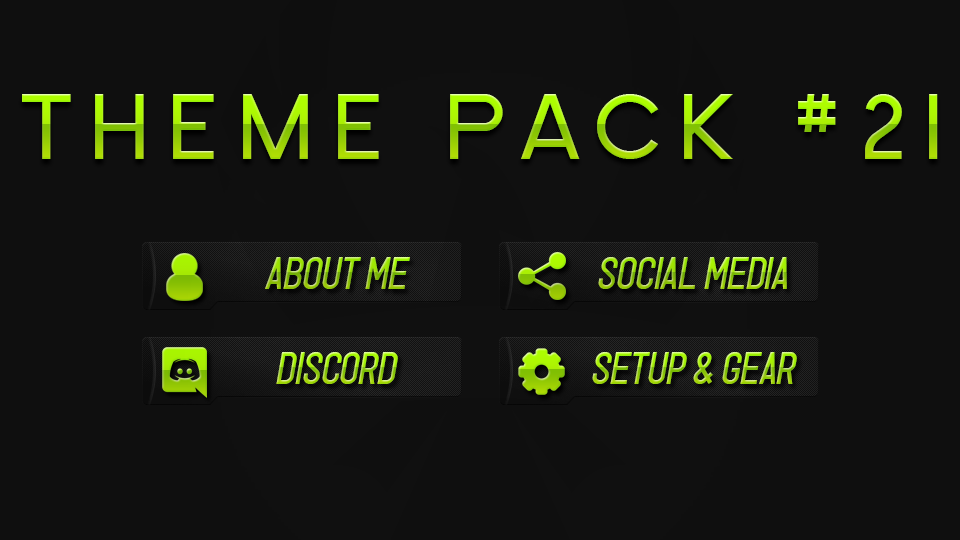 THEME PACK #21
ABOUT ME
SOCIAL MEDIA
DISCORD
SETUP & GEAR